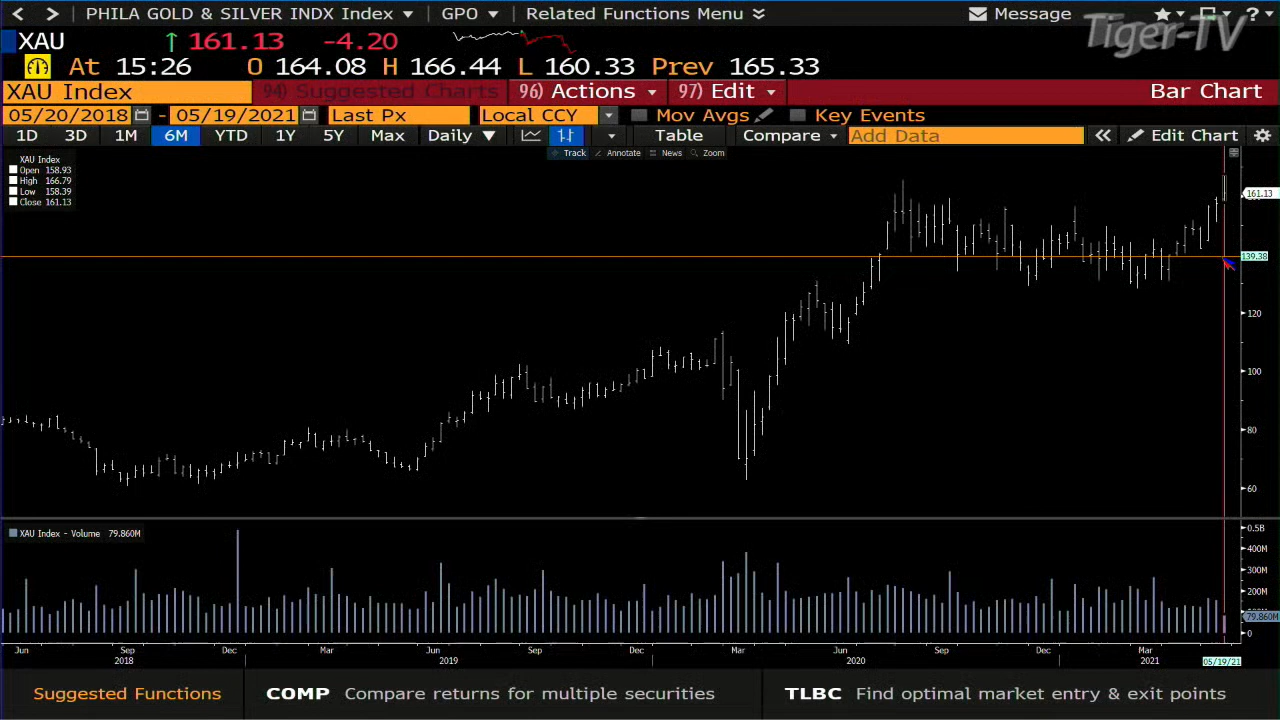 < > PHILA GOLD & SILVER INDX Index ▾ GPO ▾ Related Functions Menu Message ?
Tiger-TV
XAU ↑ 161.13 -4.20
At 15:26 O 164.08 H 166.44 L 160.33 Prev 165.33
XAU Index 94) Suggested Charts 96) Actions ▾ 97) Edit ▾ Bar Chart
05/20/2018 - 05/19/2021 Last Px Local CCY ▾ Mov Avgs Key Events
1D 3D 1M 6M YTD 1Y 5Y Max Daily ▼ ▾ Table Compare ▾ Add Data « Edit Chart
Track Annotate News Zoom
XAU Index
Open 158.93
High 166.79
Low 158.39
Close 161.13
161.13
139.38
120
100
80
60
XAU Index - Volume 79.860M
0.5B
400M
300M
200M
79.860M
0
Jun Sep Dec Mar Jun Sep Dec Mar Jun Sep Dec Mar
2018 2019 2020 2021 05/19/21
Suggested Functions COMP Compare returns for multiple securities TLBC Find optimal market entry & exit points